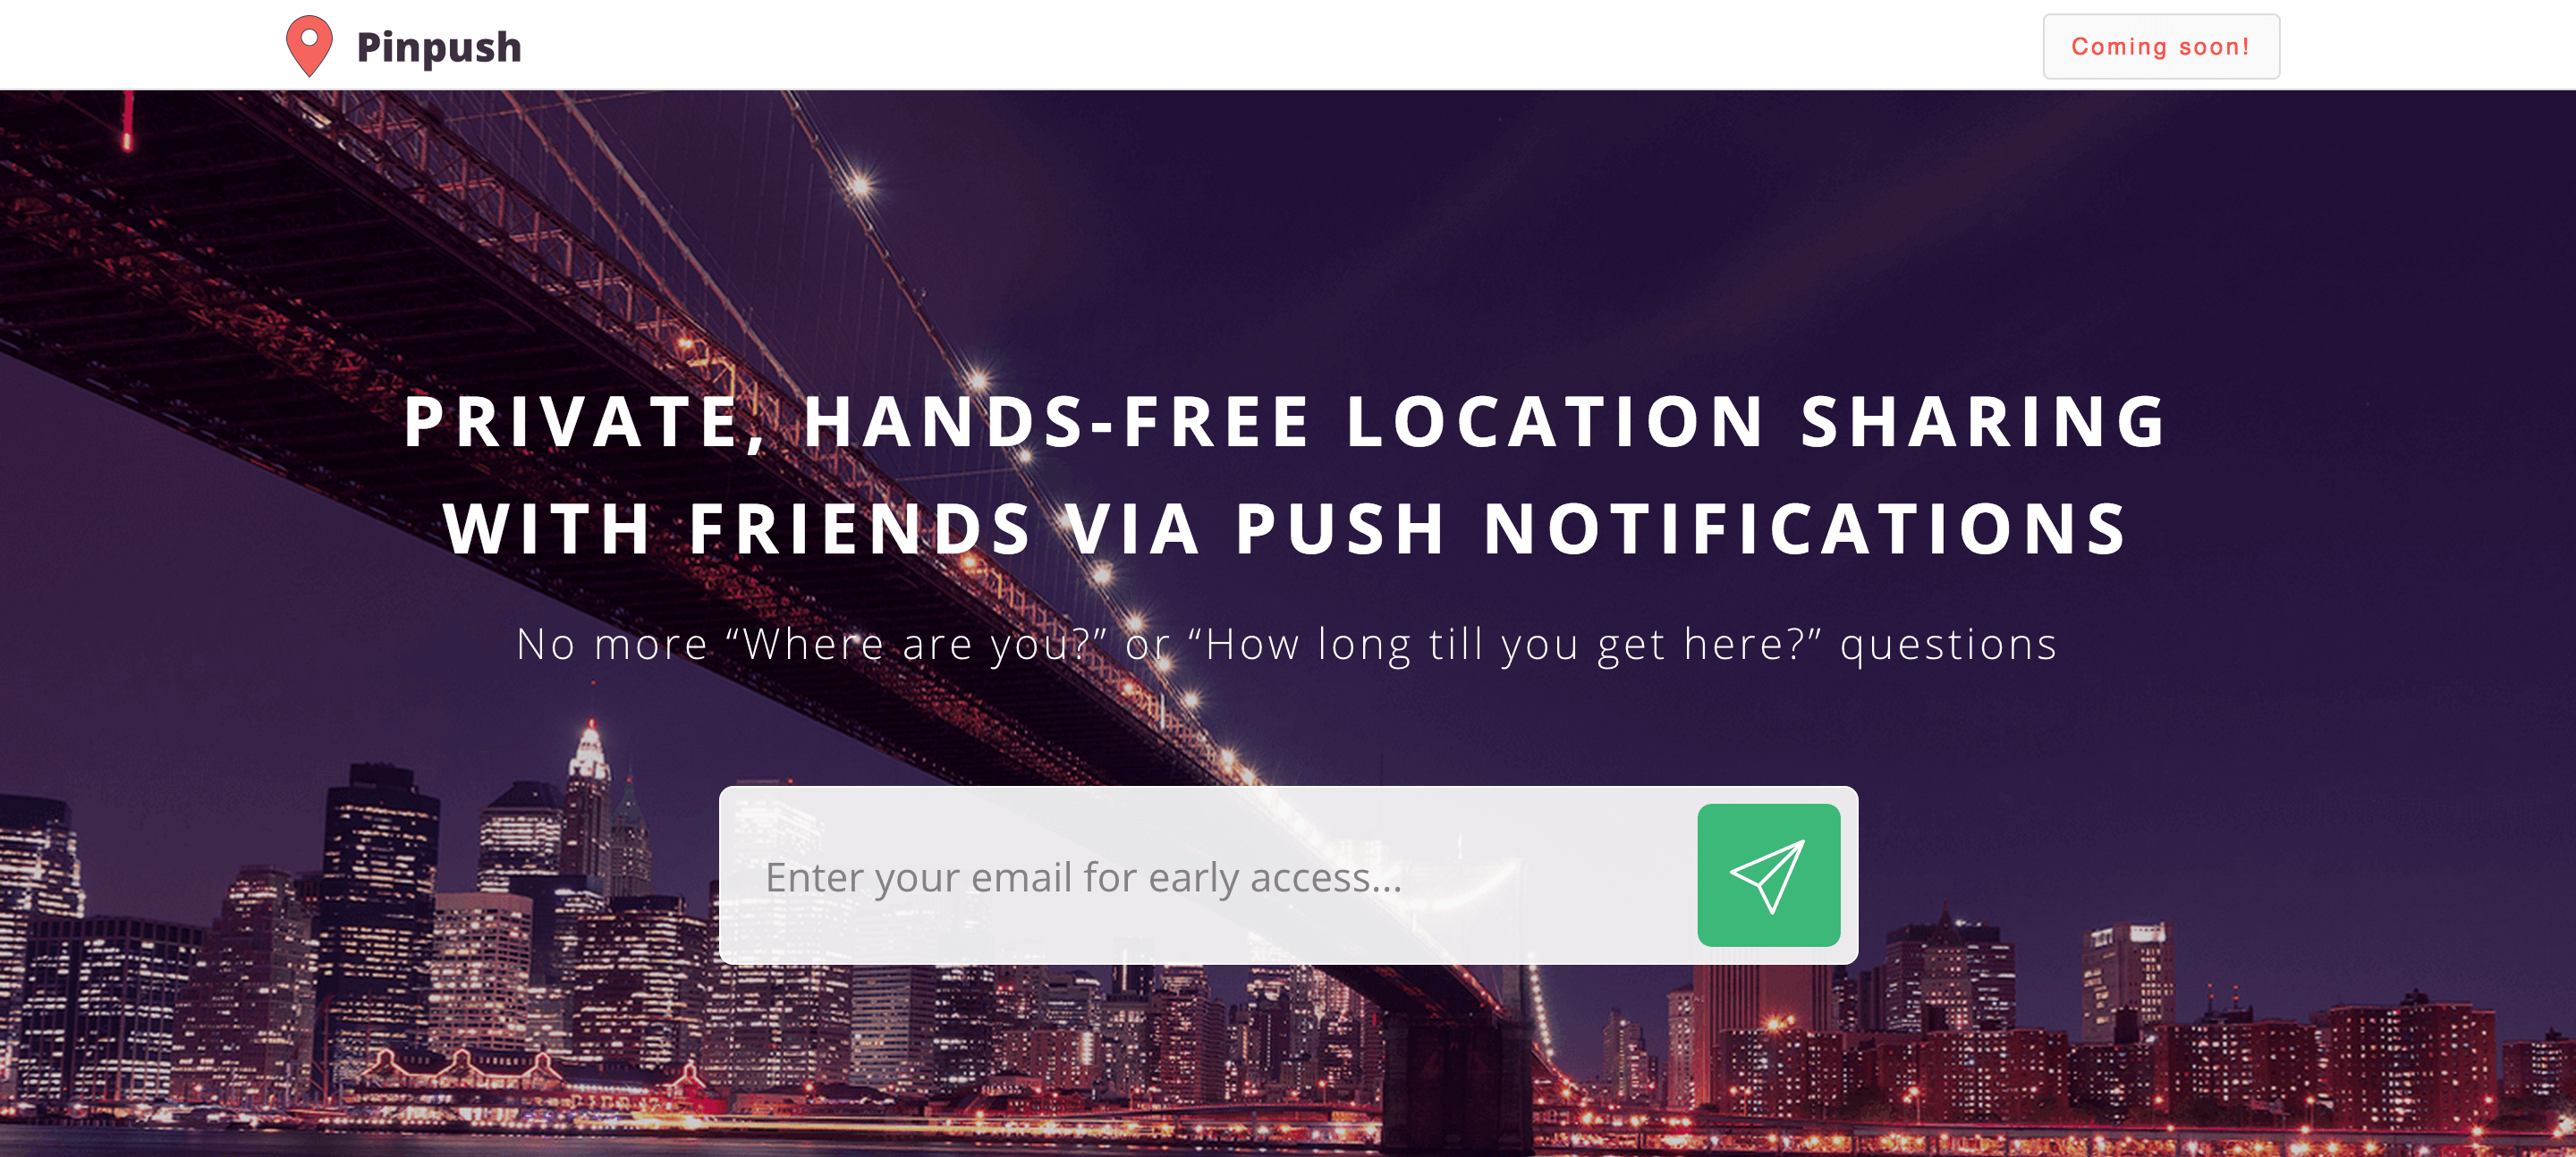 Pinpush
Coming soon!
PRIVATE, HANDS-FREE LOCATION SHARING
WITH FRIENDS VIA PUSH NOTIFICATIONS
No more “Where are you?” or “How long till you get here?” questions
Enter your email for early access...